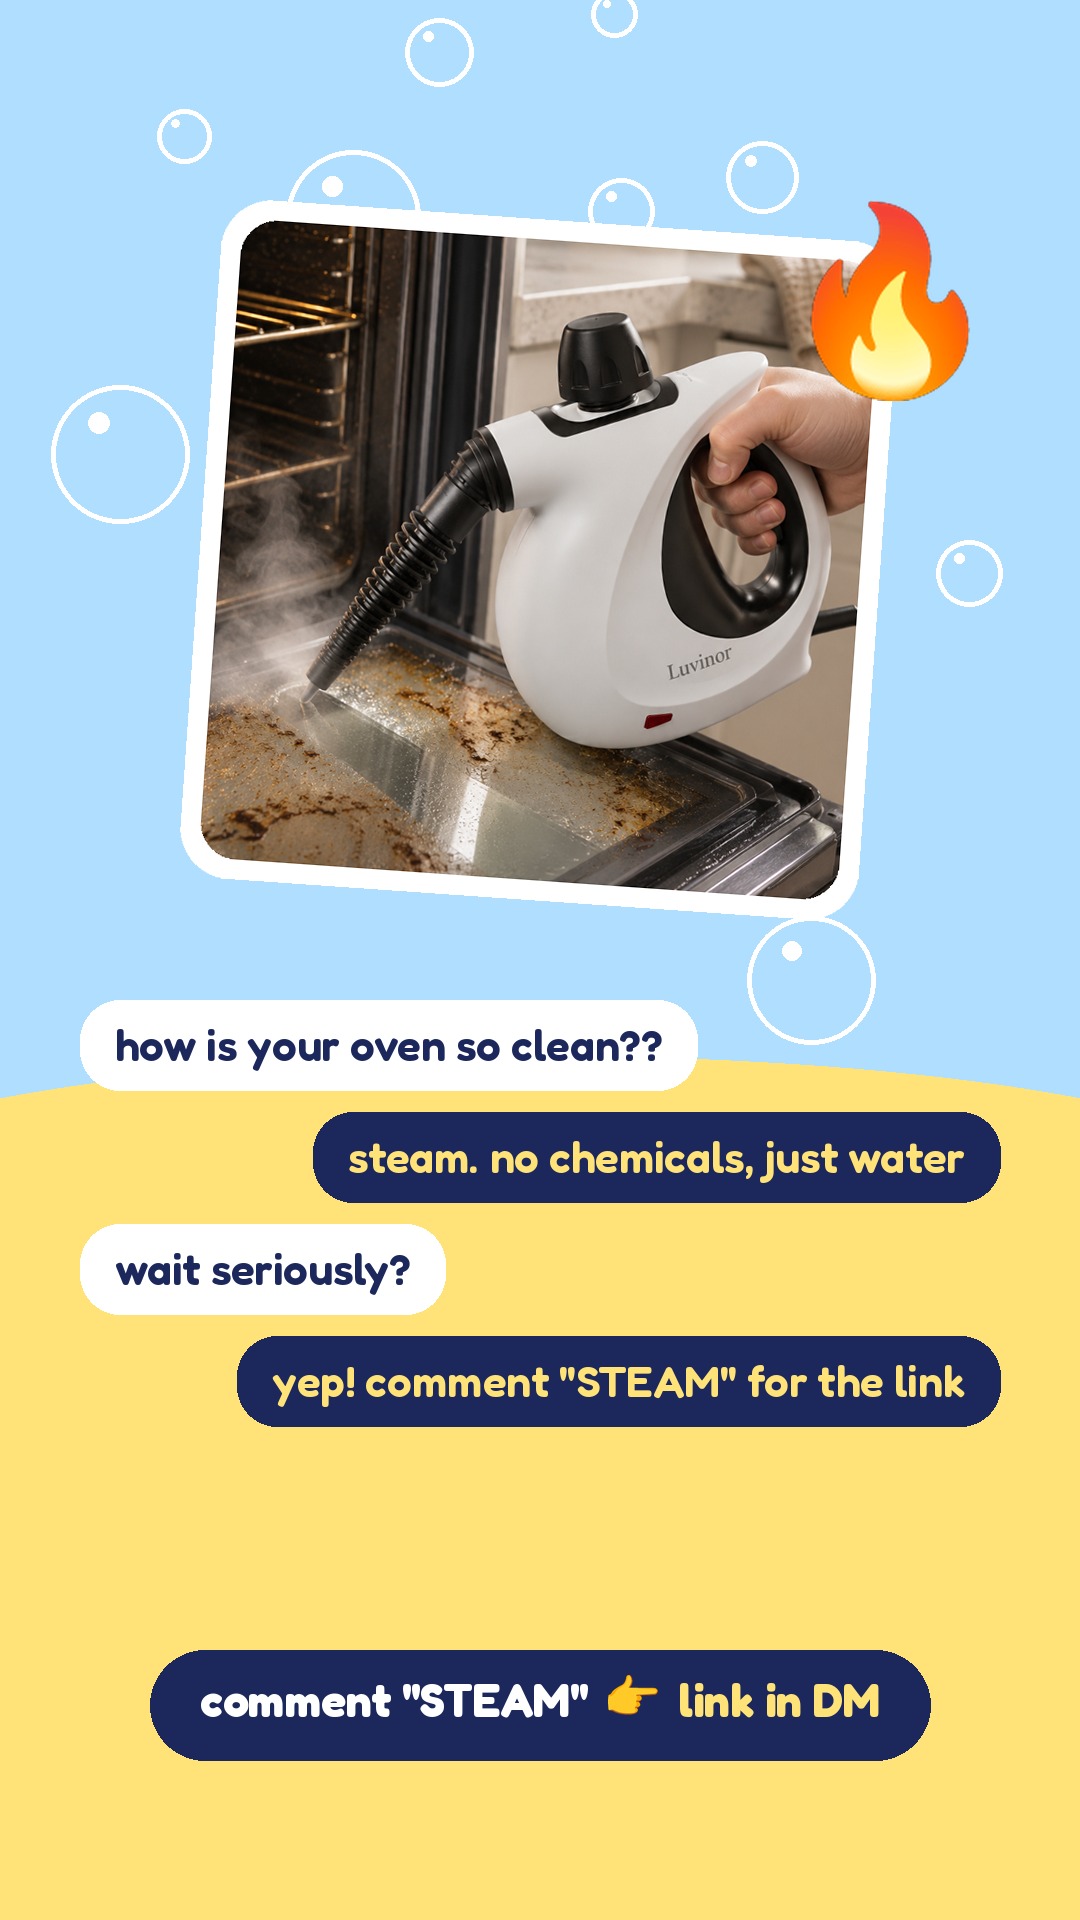 Luvinor
how is your oven so clean??
steam. no chemicals, just water
wait seriously?
yep! comment "STEAM" for the link
comment "STEAM" 👉 link in DM